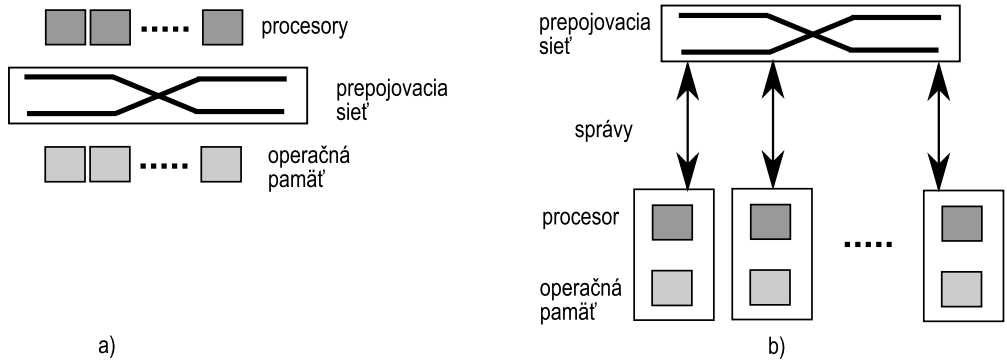 procesory
prepojovacia
sieť
operačná
pamäť
a)
prepojovacia
sieť
správy
procesor
operačná
pamäť
b)